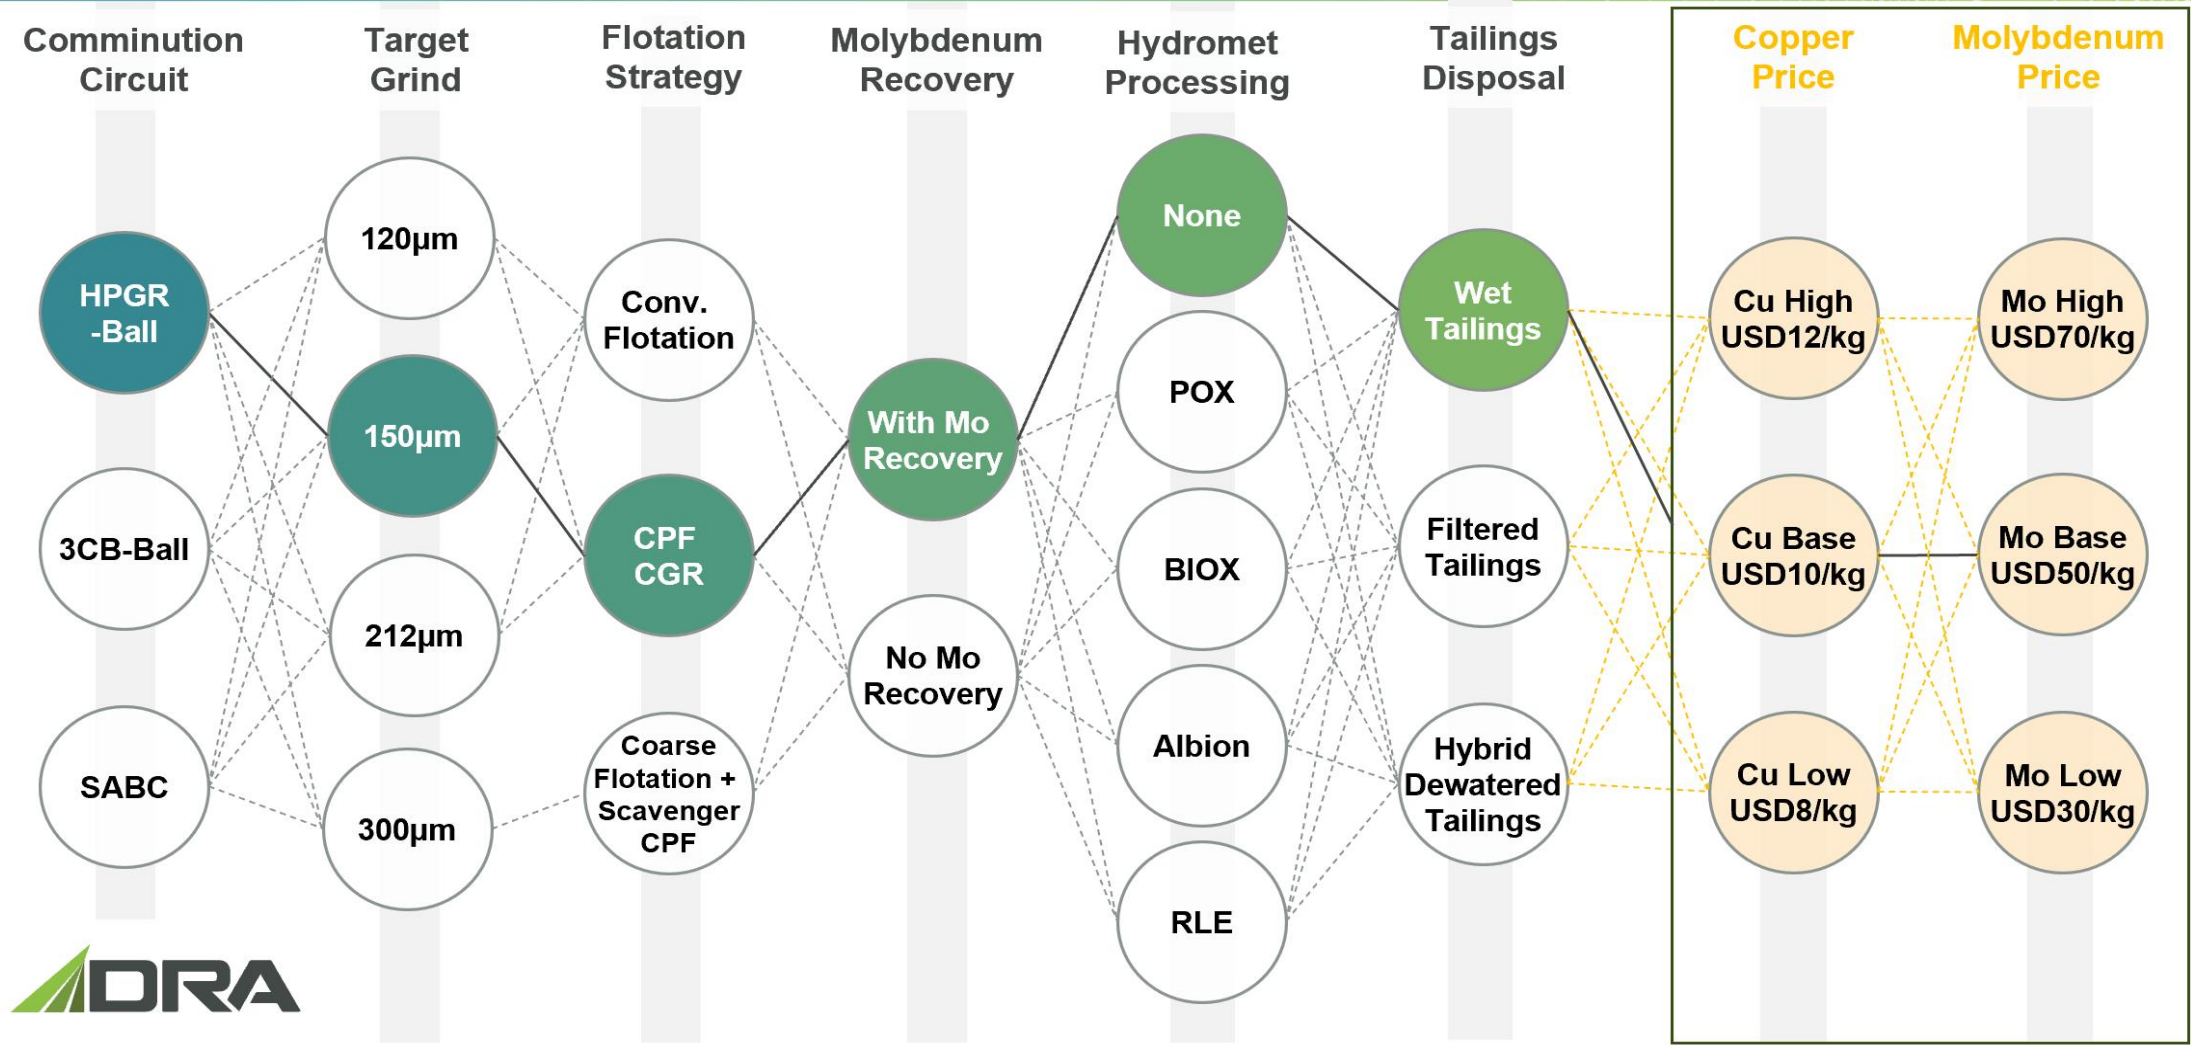 Comminution
Circuit
Target
Grind
Flotation
Strategy
Molybdenum
Recovery
Hydromet
Processing
Tailings
Disposal
Copper
Price
Molybdenum
Price
HPGR
-Ball
3CB-Ball
SABC
120µm
150µm
212µm
300µm
Conv.
Flotation
CPF
CGR
Coarse
Flotation +
Scavenger
CPF
With Mo
Recovery
No Mo
Recovery
None
POX
BIOX
Albion
RLE
Wet
Tailings
Filtered
Tailings
Hybrid
Dewatered
Tailings
Cu High
USD12/kg
Cu Base
USD10/kg
Cu Low
USD8/kg
Mo High
USD70/kg
Mo Base
USD50/kg
Mo Low
USD30/kg
DRA